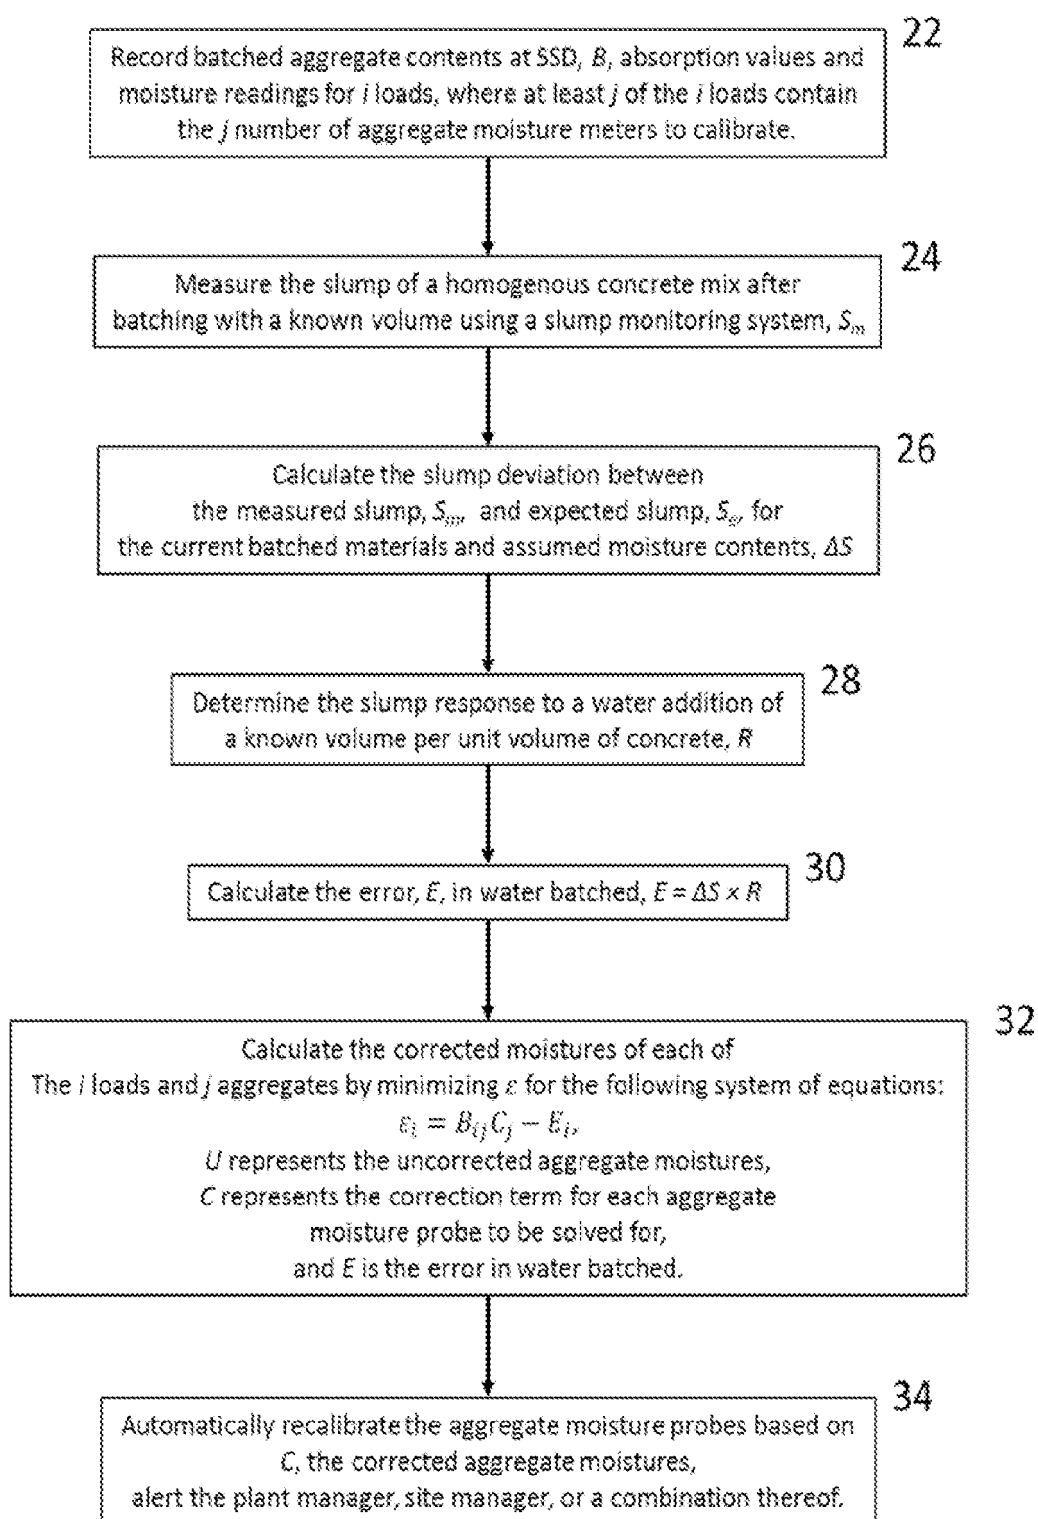 22
Record batched aggregate contents at SSD, B, absorption values and
moisture readings for i loads, where at least j of the i loads contain
the j number of aggregate moisture meters to calibrate.
24
Measure the slump of a homogenous concrete mix after
batching with a known volume using a slump monitoring system, Sₘ
26
Calculate the slump deviation between
the measured slump, Sₘ, and expected slump, Sₑ, for
the current batched materials and assumed moisture contents, ΔS
28
Determine the slump response to a water addition of
a known volume per unit volume of concrete, R
30
Calculate the error, E, in water batched, E = ΔS × R
32
Calculate the corrected moistures of each of
The i loads and j aggregates by minimizing ε for the following system of equations:
εᵢ = BᵢⱼCⱼ − Eᵢ,
U represents the uncorrected aggregate moistures,
C represents the correction term for each aggregate
moisture probe to be solved for,
and E is the error in water batched.
34
Automatically recalibrate the aggregate moisture probes based on
C, the corrected aggregate moistures,
alert the plant manager, site manager, or a combination thereof.